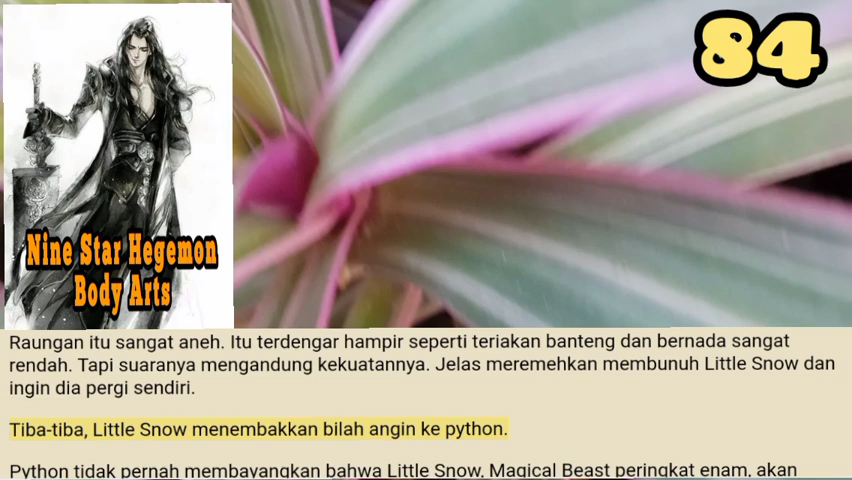 84
Nine Star Hegemon
Body Arts
Raungan itu sangat aneh. Itu terdengar hampir seperti teriakan banteng dan bernada sangat
rendah. Tapi suaranya mengandung kekuatannya. Jelas meremehkan membunuh Little Snow dan
ingin dia pergi sendiri.
Tiba-tiba, Little Snow menembakkan bilah angin ke python.
Python tidak pernah membayangkan bahwa Little Snow, Magical Beast peringkat enam, akan